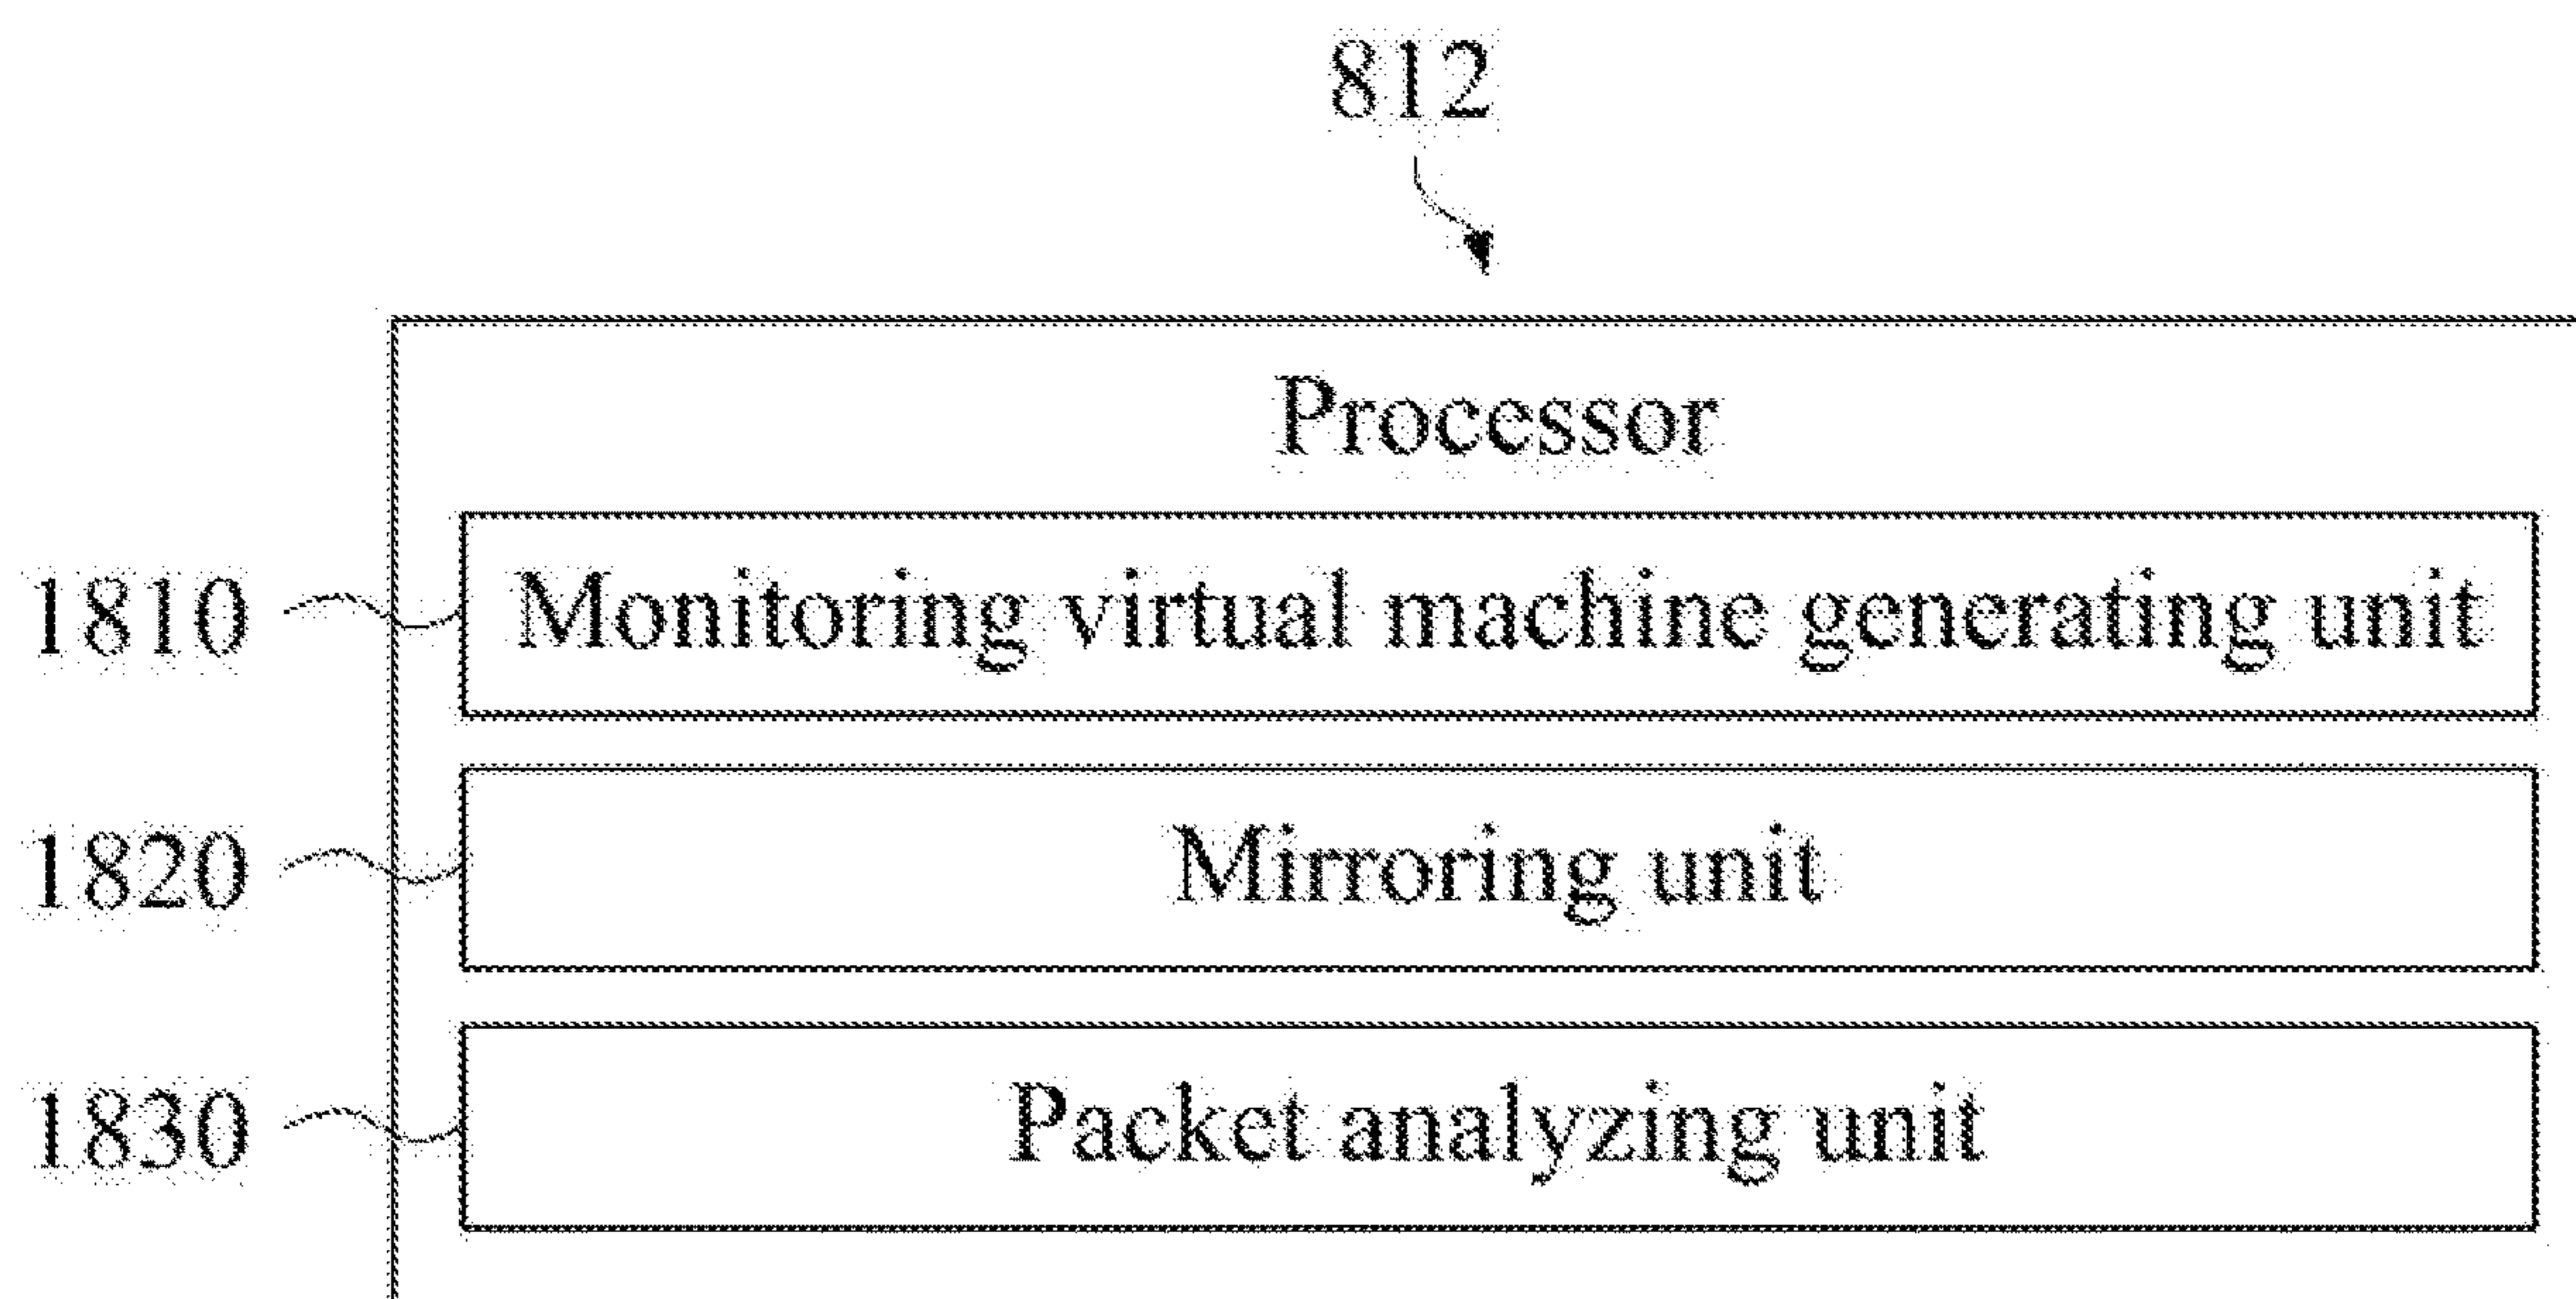 812
Processor
1810 Monitoring virtual machine generating unit
1820 Mirroring unit
1830 Packet analyzing unit